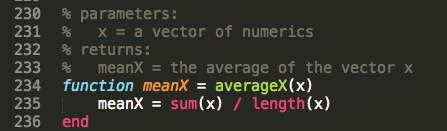 230 % parameters:
231 %   x = a vector of numerics
232 % returns:
233 %   meanX = the average of the vector x
234 function meanX = averageX(x)
235     meanX = sum(x) / length(x)
236 end